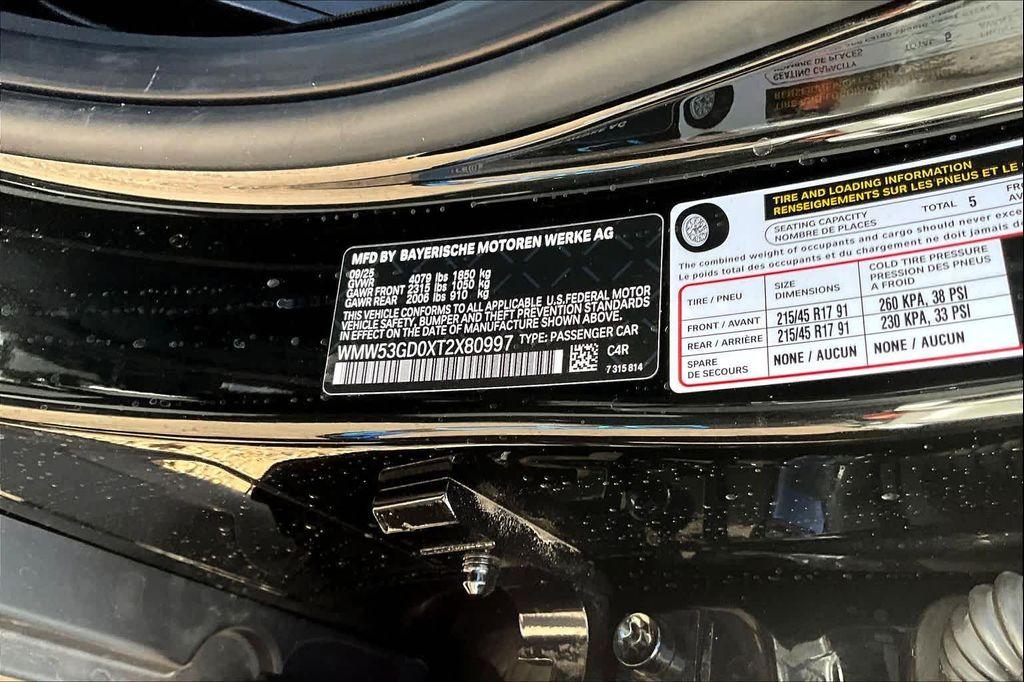 MFD BY BAYERISCHE MOTOREN WERKE AG
09/25
GVWR 4079 lbs 1850 kg
GAWR FRONT 2315 lbs 1050 kg
GAWR REAR 2006 lbs 910 kg
THIS VEHICLE CONFORMS TO ALL APPLICABLE U.S. FEDERAL MOTOR
VEHICLE SAFETY, BUMPER AND THEFT PREVENTION STANDARDS
IN EFFECT ON THE DATE OF MANUFACTURE SHOWN ABOVE.
WMW53GD0XT2X80997 TYPE: PASSENGER CAR
C4R
7 315 814
TIRE AND LOADING INFORMATION
RENSEIGNEMENTS SUR LES PNEUS ET LE
SEATING CAPACITY
NOMBRE DE PLACES
TOTAL 5
FR
AV
The combined weight of occupants and cargo should never exce
Le poids total des occupants et du chargement ne doit jamais d
TIRE / PNEU
SIZE
DIMENSIONS
COLD TIRE PRESSURE
PRESSION DES PNEUS
A FROID
FRONT / AVANT 215/45 R17 91 260 KPA, 38 PSI
REAR / ARRIÈRE 215/45 R17 91 230 KPA, 33 PSI
SPARE
DE SECOURS
NONE / AUCUN NONE / AUCUN